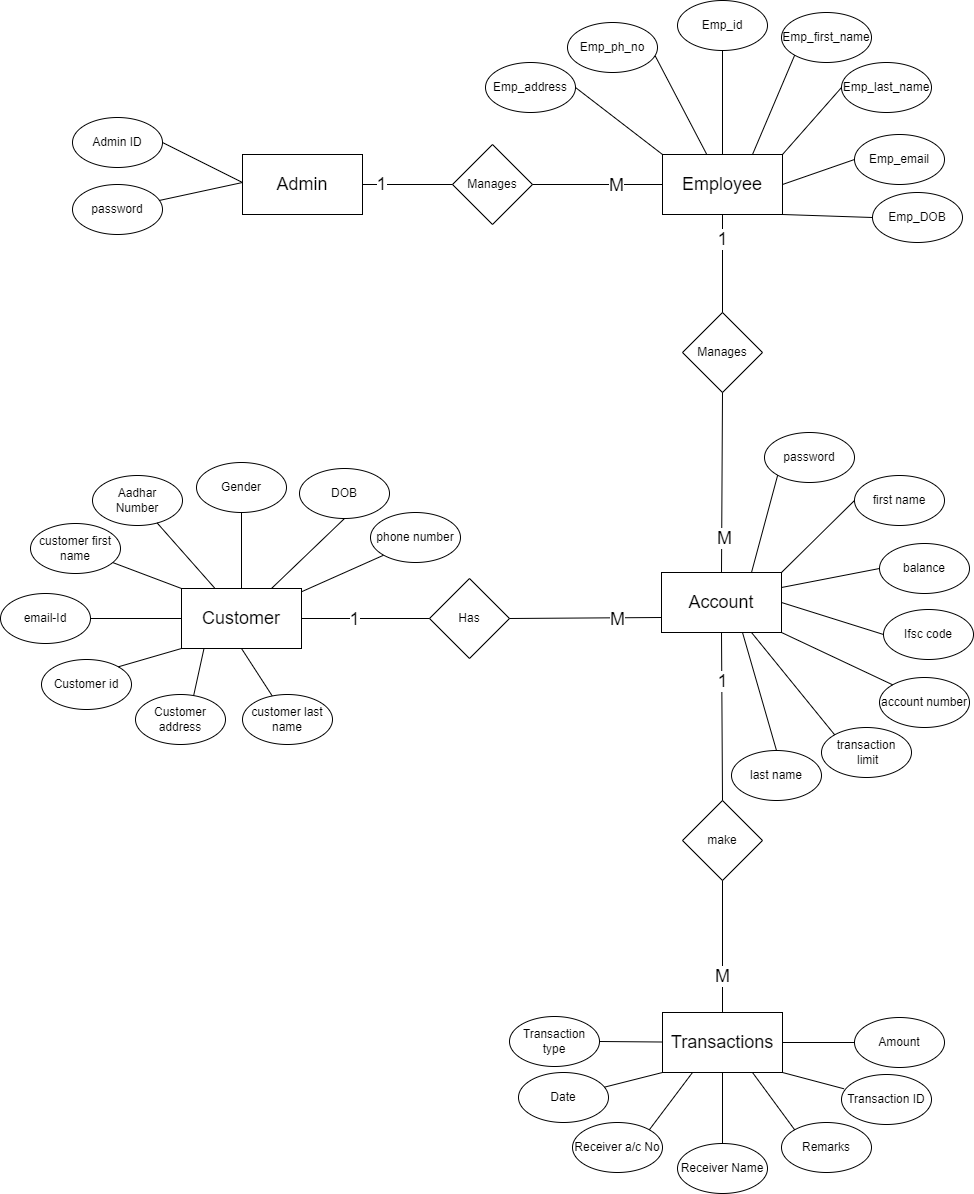 Emp_id
Emp_first_name
Emp_ph_no
Emp_address
Emp_last_name
Admin ID
Emp_email
password
Admin
1
Manages
M
Employee
Emp_DOB
1
Manages
password
M
Aadhar
Number
Gender
DOB
first name
customer first
name
phone number
balance
email-Id
Customer
1
Has
M
Account
Ifsc code
Customer id
Customer
address
customer last
name
1
account number
transaction
limit
last name
make
M
Transaction
type
Transactions
Amount
Date
Transaction ID
Receiver a/c No
Receiver Name
Remarks